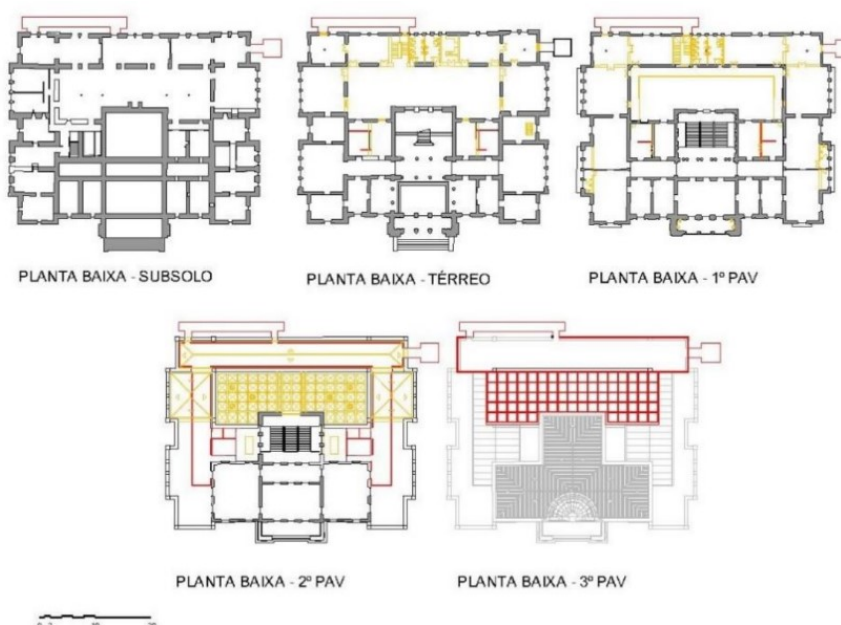 PLANTA BAIXA - SUBSOLO
PLANTA BAIXA - TÉRREO
PLANTA BAIXA - 1º PAV
PLANTA BAIXA - 2º PAV
PLANTA BAIXA - 3º PAV